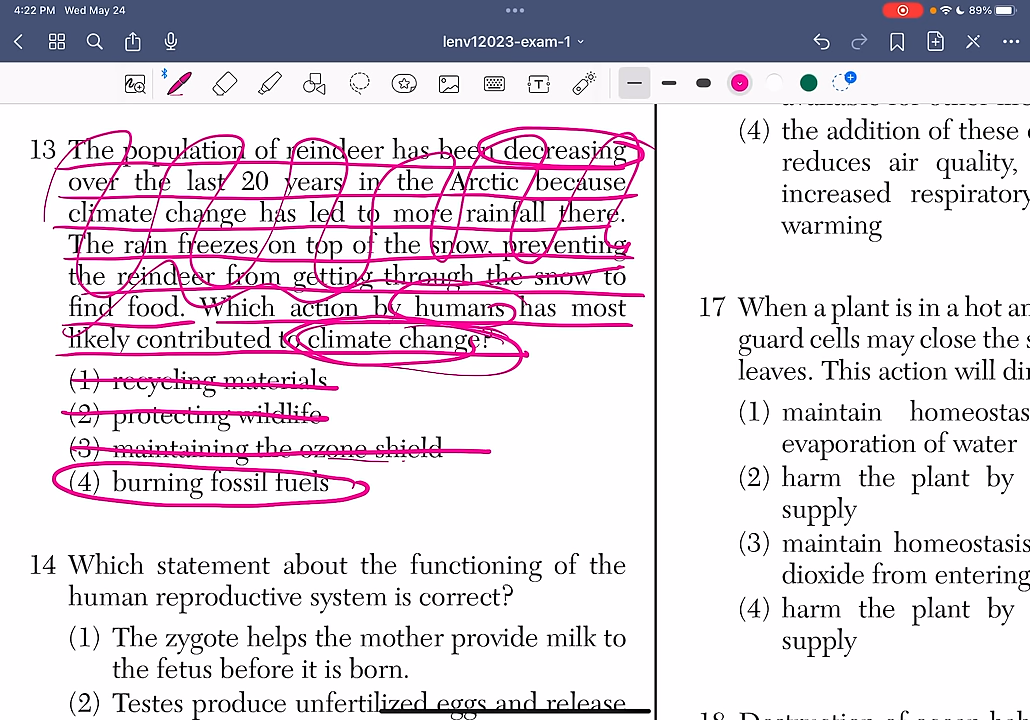 4:22 PM Wed May 24
89%
lenv12023-exam-1
13 The population of reindeer has been decreasing
over the last 20 years in the Arctic because
climate change has led to more rainfall there.
The rain freezes on top of the snow, preventing
the reindeer from getting through the snow to
find food. Which action by humans has most
likely contributed to climate change?
(1) recycling materials
(2) protecting wildlife
(3) maintaining the ozone shield
(4) burning fossil fuels
14 Which statement about the functioning of the
human reproductive system is correct?
(1) The zygote helps the mother provide milk to
the fetus before it is born.
(2) Testes produce unfertilized eggs and release
(4) the addition of these
reduces air quality,
increased respiratory
warming
17 When a plant is in a hot
guard cells may close the
leaves. This action will
(1) maintain
evaporation of water
(2) harm the plant by
supply
(3) maintain homeostasis
dioxide from entering
(4) harm the plant by
supply